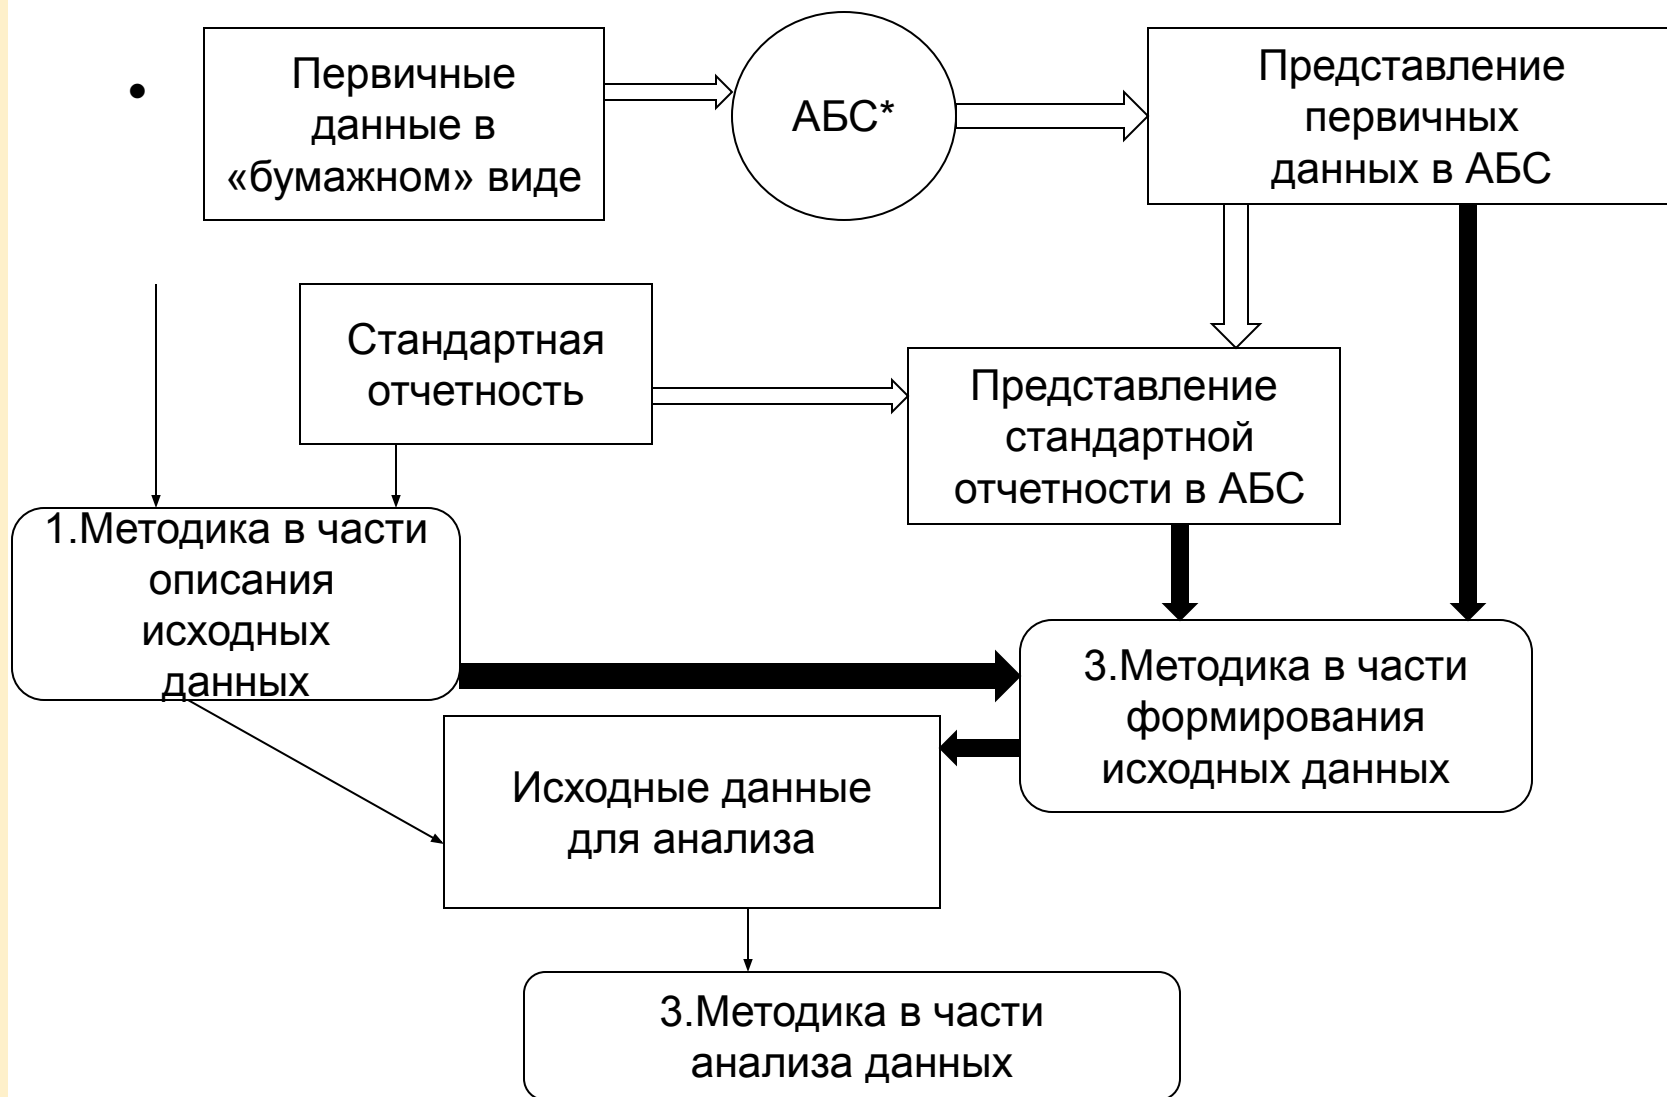 •
Первичные
данные в
«бумажном» виде
АБС*
Представление
первичных
данных в АБС
Стандартная
отчетность
Представление
стандартной
отчетности в АБС
1.Методика в части
описания
исходных
данных
3.Методика в части
формирования
исходных данных
Исходные данные
для анализа
3.Методика в части
анализа данных